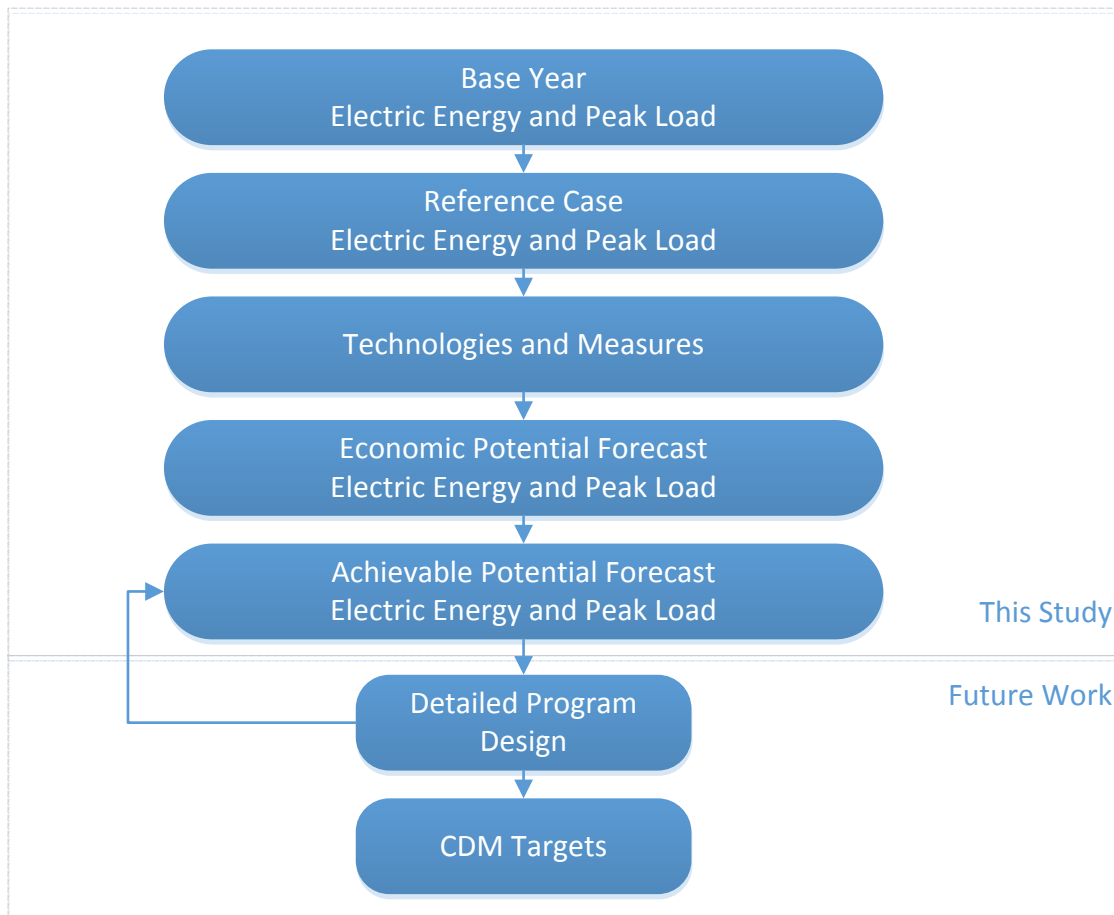 Base Year
Electric Energy and Peak Load
Reference Case
Electric Energy and Peak Load
Technologies and Measures
Economic Potential Forecast
Electric Energy and Peak Load
Achievable Potential Forecast
Electric Energy and Peak Load
This Study
Future Work
Detailed Program
Design
CDM Targets